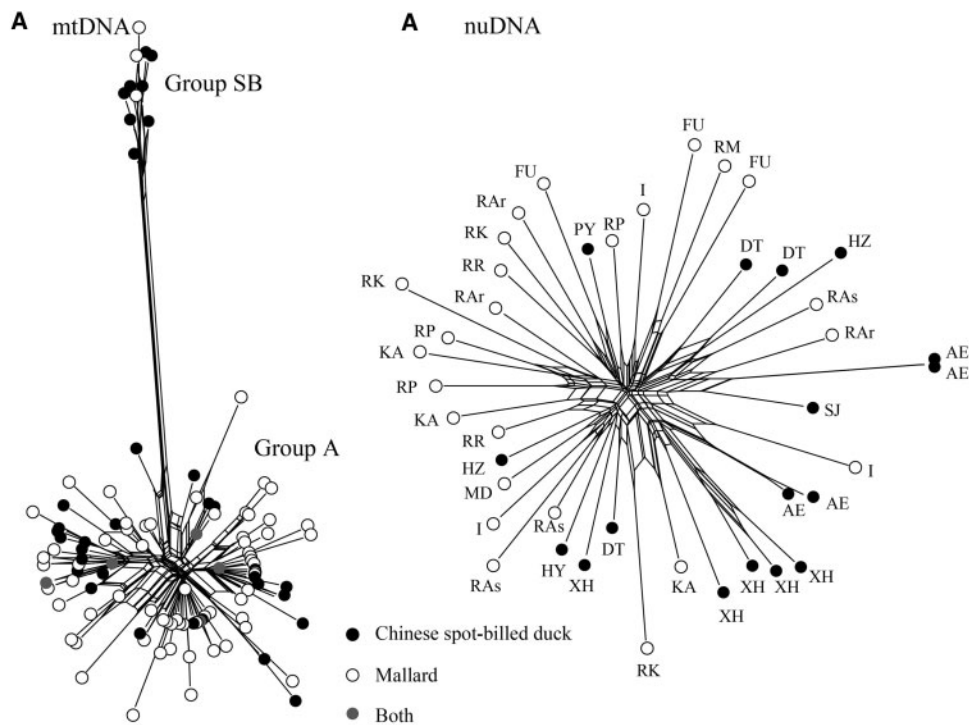 A
mtDNA
Group SB
Group A
Chinese spot-billed duck
Mallard
Both
A
nuDNA
FU
RM
FU
FU
I
RAr
PY
RP
RK
DT
DT
HZ
RR
RK
RAr
RAs
RAr
RP
KA
AE
AE
RP
SJ
KA
RR
I
HZ
MD
AE
AE
I
RAs
DT
RAs
HY
XH
KA
XH
XH
XH
XH
RK